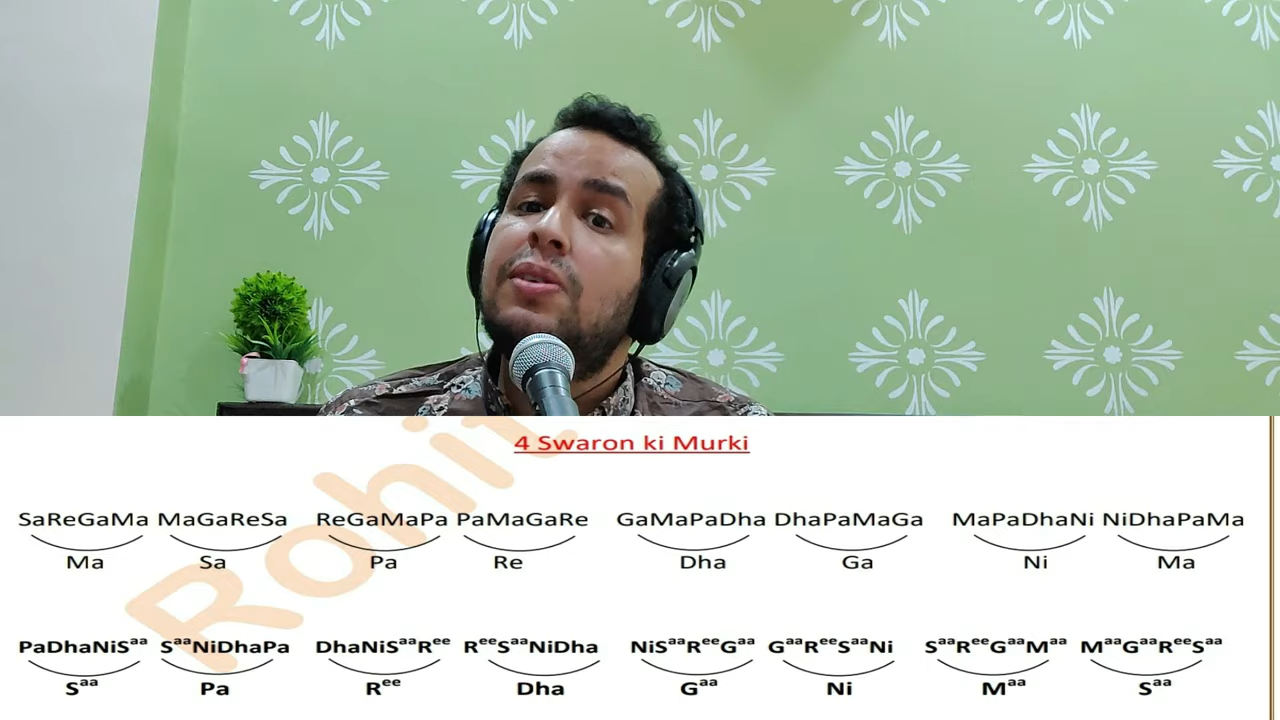 4 Swaron ki Murki
SaReGaMa MaGaReSa ReGaMaPa PaMaGaRe GaMaPaDha DhaPaMaGa MaPaDhaNi NiDhaPaMa
Ma Sa Pa Re Dha Ga Ni Ma
PaDhaNiSᵃᵃ SᵃᵃNiDhaPa DhaNiSᵃᵃRᵉᵉ RᵉᵉSᵃᵃNiDha NiSᵃᵃRᵉᵉGᵃᵃ GᵃᵃRᵉᵉSᵃᵃNi SᵃᵃRᵉᵉGᵃᵃMᵃᵃ MᵃᵃGᵃᵃRᵉᵉSᵃᵃ
Sᵃᵃ Pa Rᵉᵉ Dha Gᵃᵃ Ni Mᵃᵃ Sᵃᵃ
Rohit